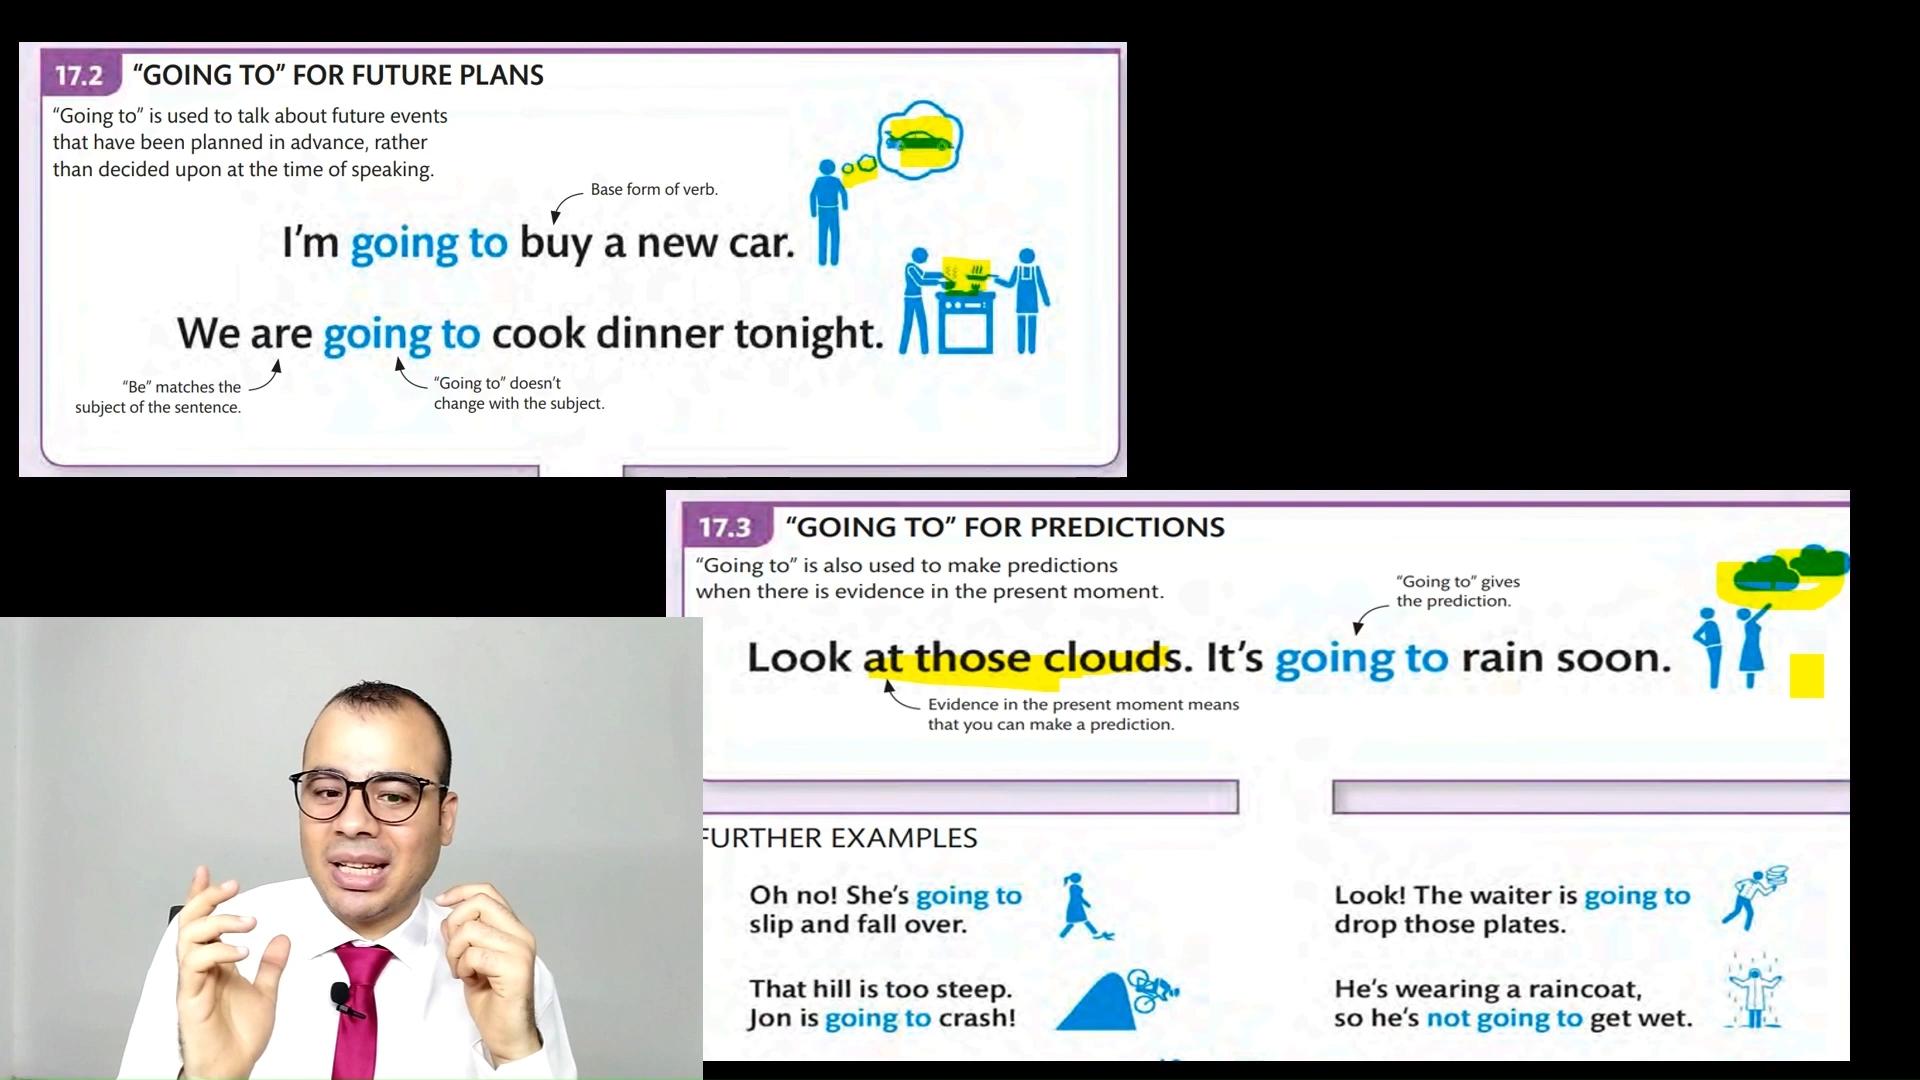 17.2 “GOING TO” FOR FUTURE PLANS
“Going to” is used to talk about future events
that have been planned in advance, rather
than decided upon at the time of speaking.
Base form of verb.
I’m going to buy a new car.
We are going to cook dinner tonight.
“Be” matches the
subject of the sentence.
“Going to” doesn’t
change with the subject.
17.3 “GOING TO” FOR PREDICTIONS
“Going to” is also used to make predictions
when there is evidence in the present moment.
“Going to” gives
the prediction.
Look at those clouds. It’s going to rain soon.
Evidence in the present moment means
that you can make a prediction.
FURTHER EXAMPLES
Oh no! She’s going to
slip and fall over.
Look! The waiter is going to
drop those plates.
That hill is too steep.
Jon is going to crash!
He’s wearing a raincoat,
so he’s not going to get wet.